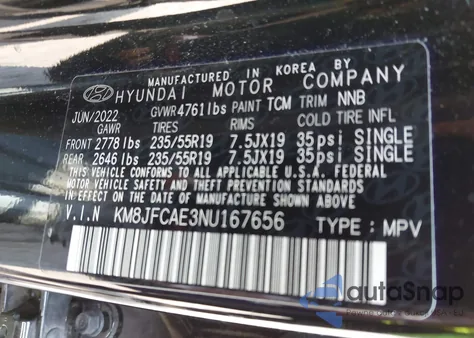 MANUFACTURED IN KOREA BY
HYUNDAI MOTOR COMPANY
JUN/2022 GVWR 4761 lbs PAINT TCM TRIM NNB
GAWR TIRES RIMS COLD TIRE INFL
FRONT 2778 lbs 235/55R19 7.5JX19 35psi SINGLE
REAR 2646 lbs 235/55R19 7.5JX19 35psi SINGLE
THIS VEHICLE CONFORMS TO ALL APPLICABLE U.S.A. FEDERAL
MOTOR VEHICLE SAFETY, BUMPER, AND THEFT PREVENTION
STANDARDS IN EFFECT ON THE DATE OF MANUFACTURE SHOWN ABOVE.
V.I.N KM8JFCAE3NU167656 TYPE : MPV
autoSnap